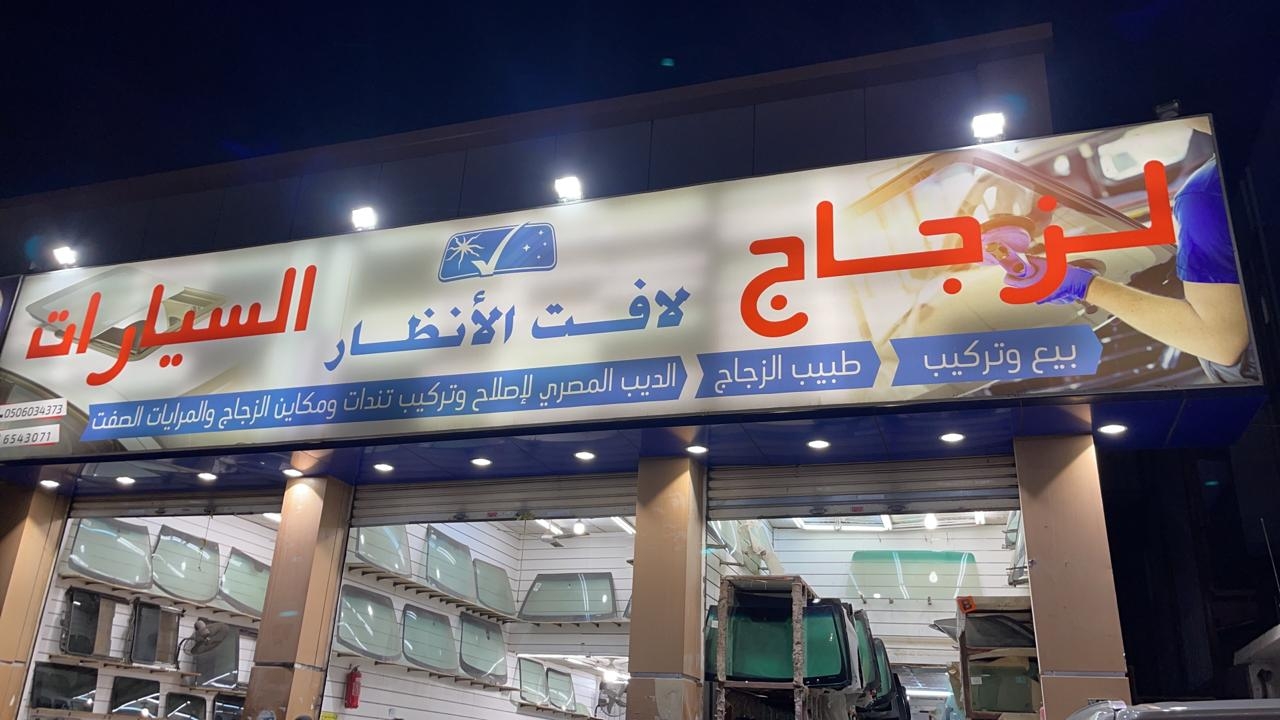 لافت الأنظار
لزجاج السيارات
بيع وتركيب
طبيب الزجاج
الديب المصري لإصلاح وتركيب تندات ومكاين الزجاج والمرايات الصفت
0506034373
6543071